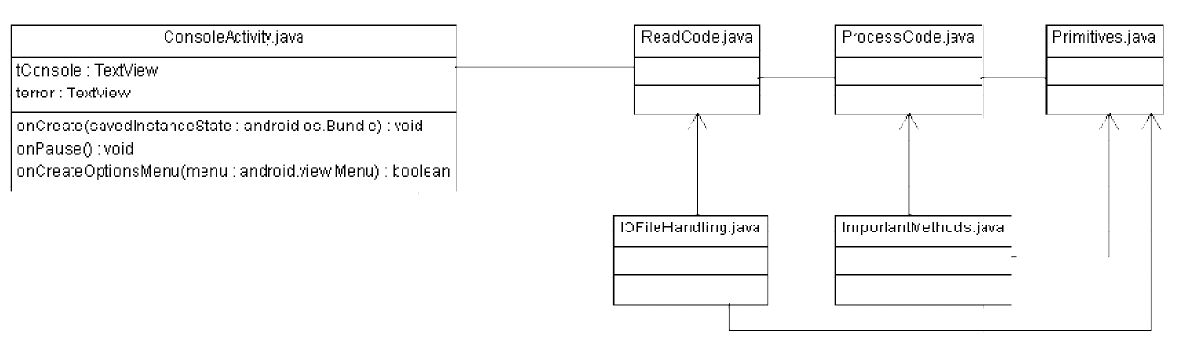 ConsoleActivity.java
tConsole : TextView
terror : TextView
onCreate(savedInstanceState : android.os.Bundle) : void
onPause() : void
onCreateOptionsMenu(menu : android.view.Menu) : boolean
ReadCode.java
ProcessCode.java
Primitives.java
IOFileHandling.java
ImportantMethods.java